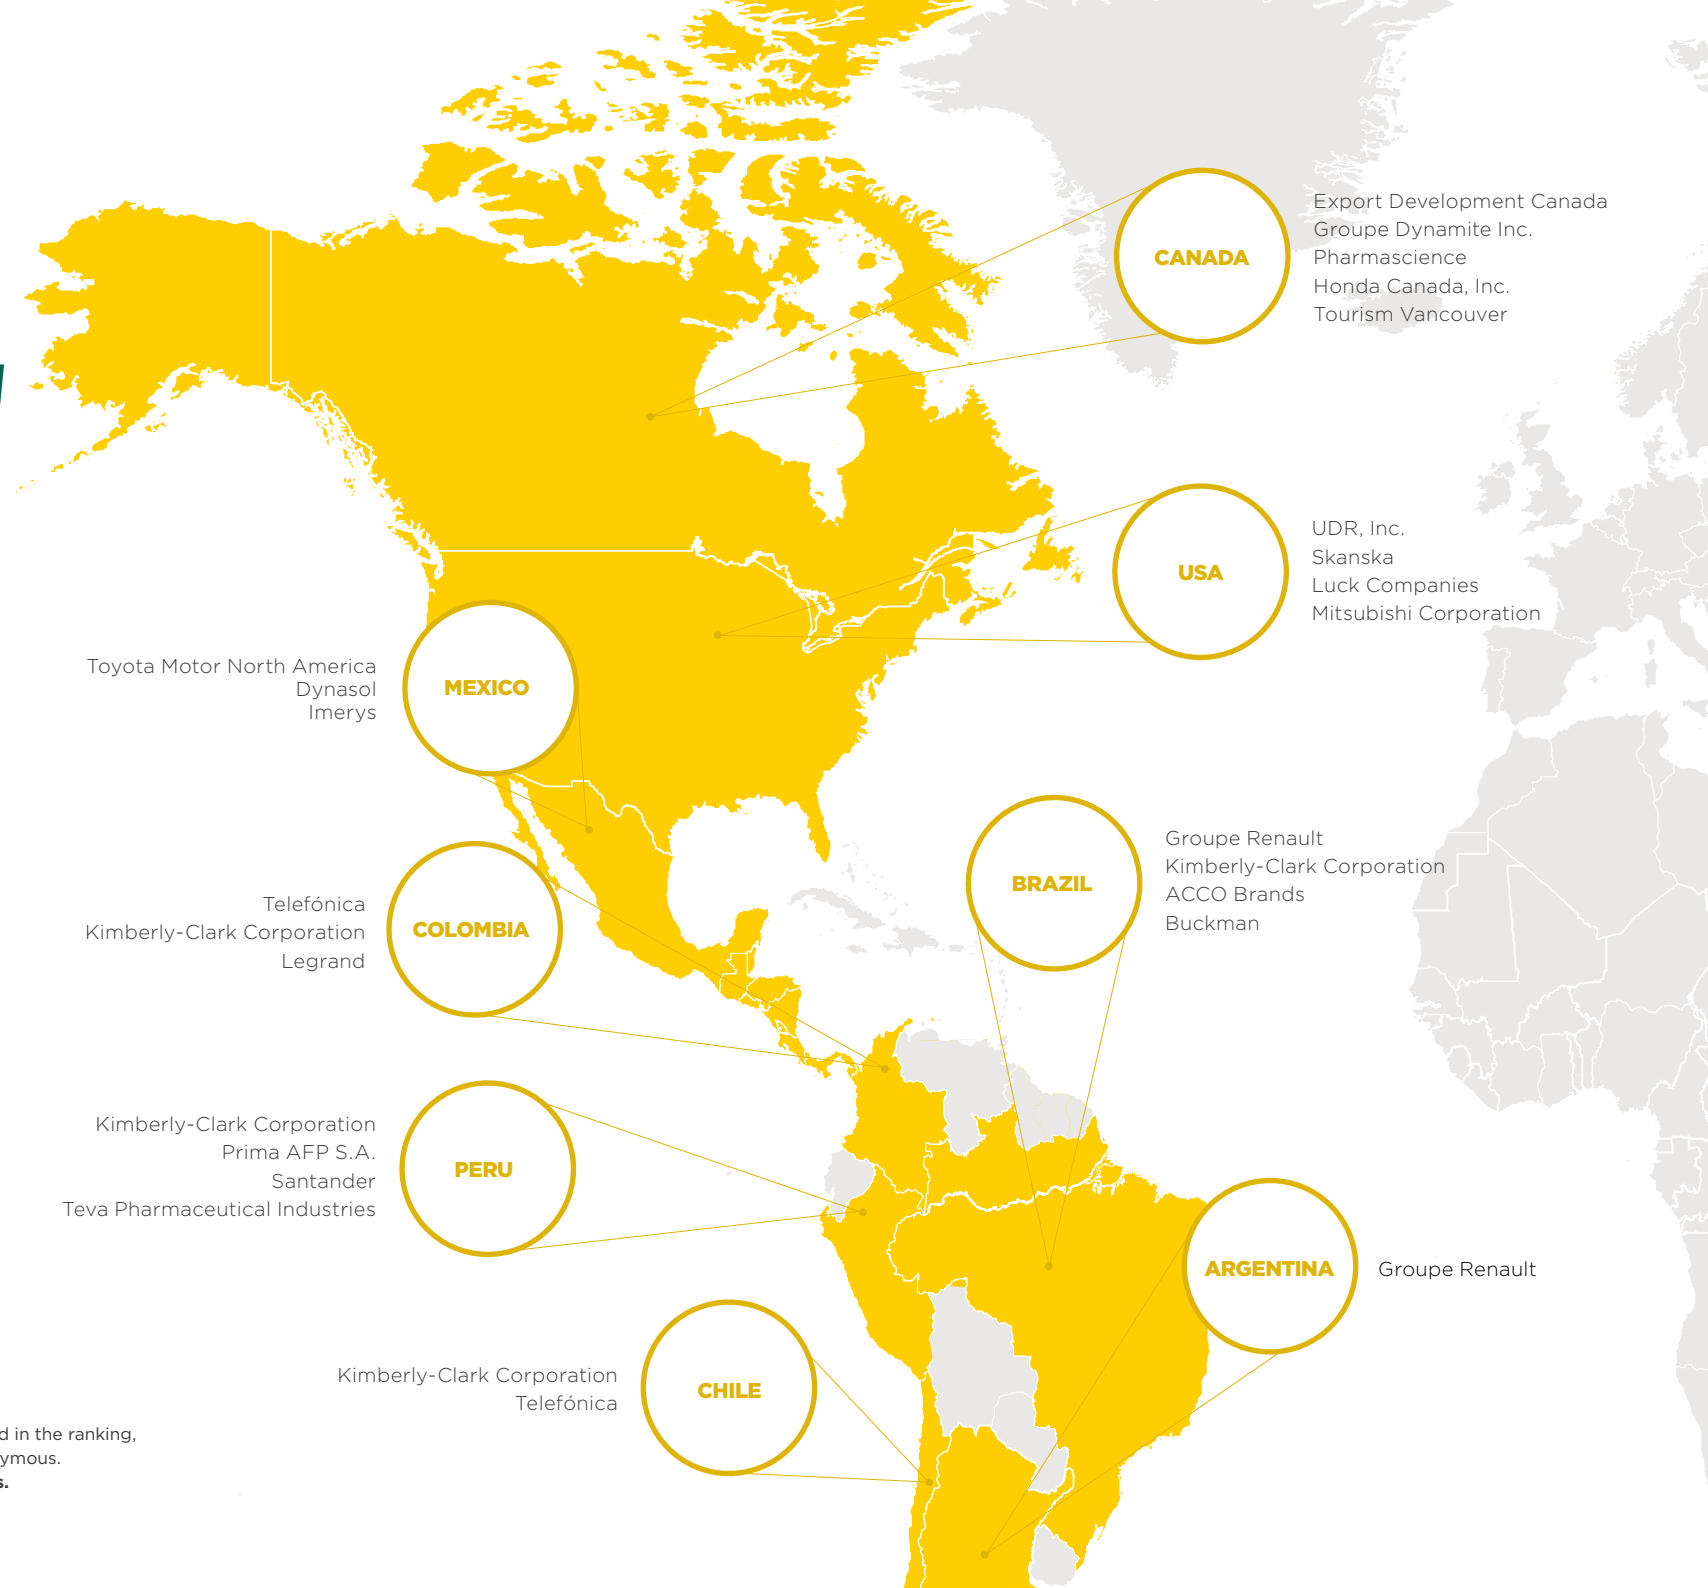 CANADA
Export Development Canada
Groupe Dynamite Inc.
Pharmascience
Honda Canada, Inc.
Tourism Vancouver
USA
UDR, Inc.
Skanska
Luck Companies
Mitsubishi Corporation
Toyota Motor North America
Dynasol
Imerys
MEXICO
BRAZIL
Groupe Renault
Kimberly-Clark Corporation
ACCO Brands
Buckman
Telefónica
Kimberly-Clark Corporation
Legrand
COLOMBIA
Kimberly-Clark Corporation
Prima AFP S.A.
Santander
Teva Pharmaceutical Industries
PERU
ARGENTINA
Groupe Renault
Kimberly-Clark Corporation
Telefónica
CHILE
in the ranking,